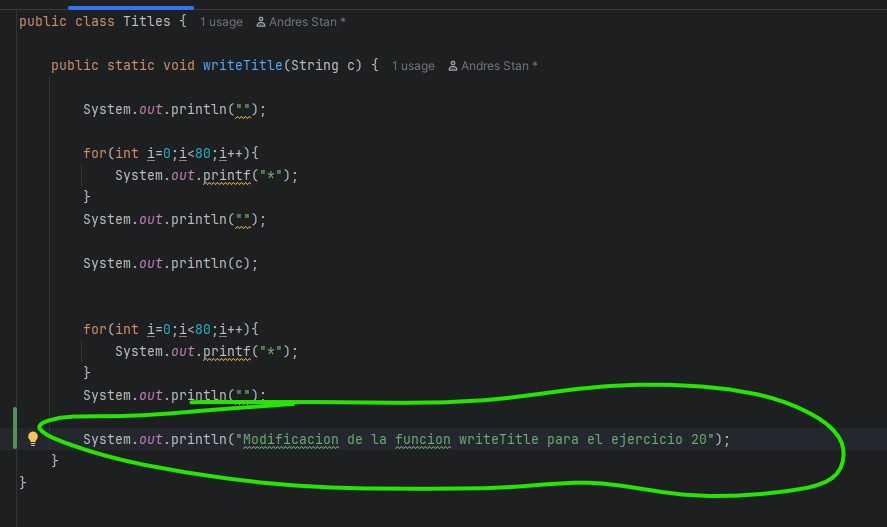 public class Titles {  1 usage  Andres Stan *
public static void writeTitle(String c) {  1 usage  Andres Stan *
System.out.println("");
for(int i=0;i<80;i++){
System.out.printf("*");
}
System.out.println("");
System.out.println(c);
for(int i=0;i<80;i++){
System.out.printf("*");
}
System.out.println("");
System.out.println("Modificacion de la funcion writeTitle para el ejercicio 20");
}
}